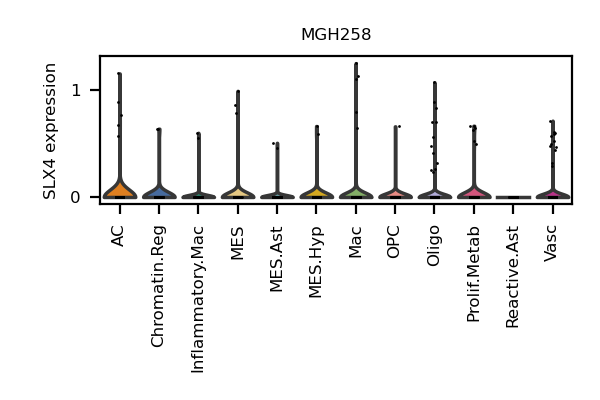 MGH258
SLX4 expression
1
0
AC
Chromatin.Reg
Inflammatory.Mac
MES
MES.Ast
MES.Hyp
Mac
OPC
Oligo
Prolif.Metab
Reactive.Ast
Vasc